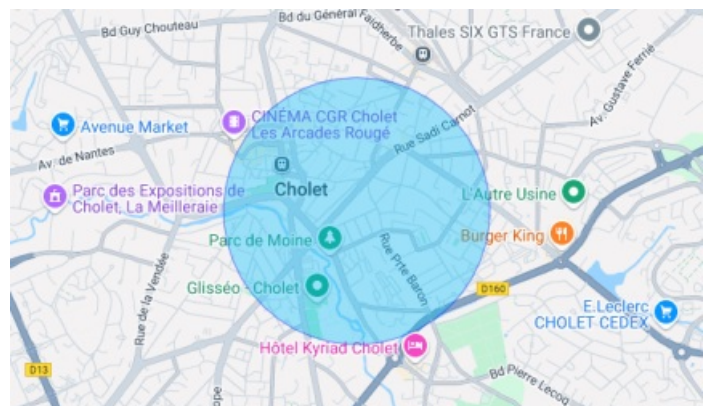 Bd du Général Faidherbe
Bd Guy Chouteau
Thales SIX GTS France
Av. Gustave Ferrié
CINÉMA CGR Cholet
Les Arcades Rougé
Avenue Market
Rue Sadi Carnot
Av. de Nantes
Cholet
Parc des Expositions de
Cholet, La Meilleraie
L'Autre Usine
Parc de Moine
Burger King
Rue de la Vendée
Rue Prte Baron
Glisséo - Cholet
D160
E.Leclerc
CHOLET CEDEX
Hôtel Kyriad Cholet
D13
Bd Pierre Lecoq
ope